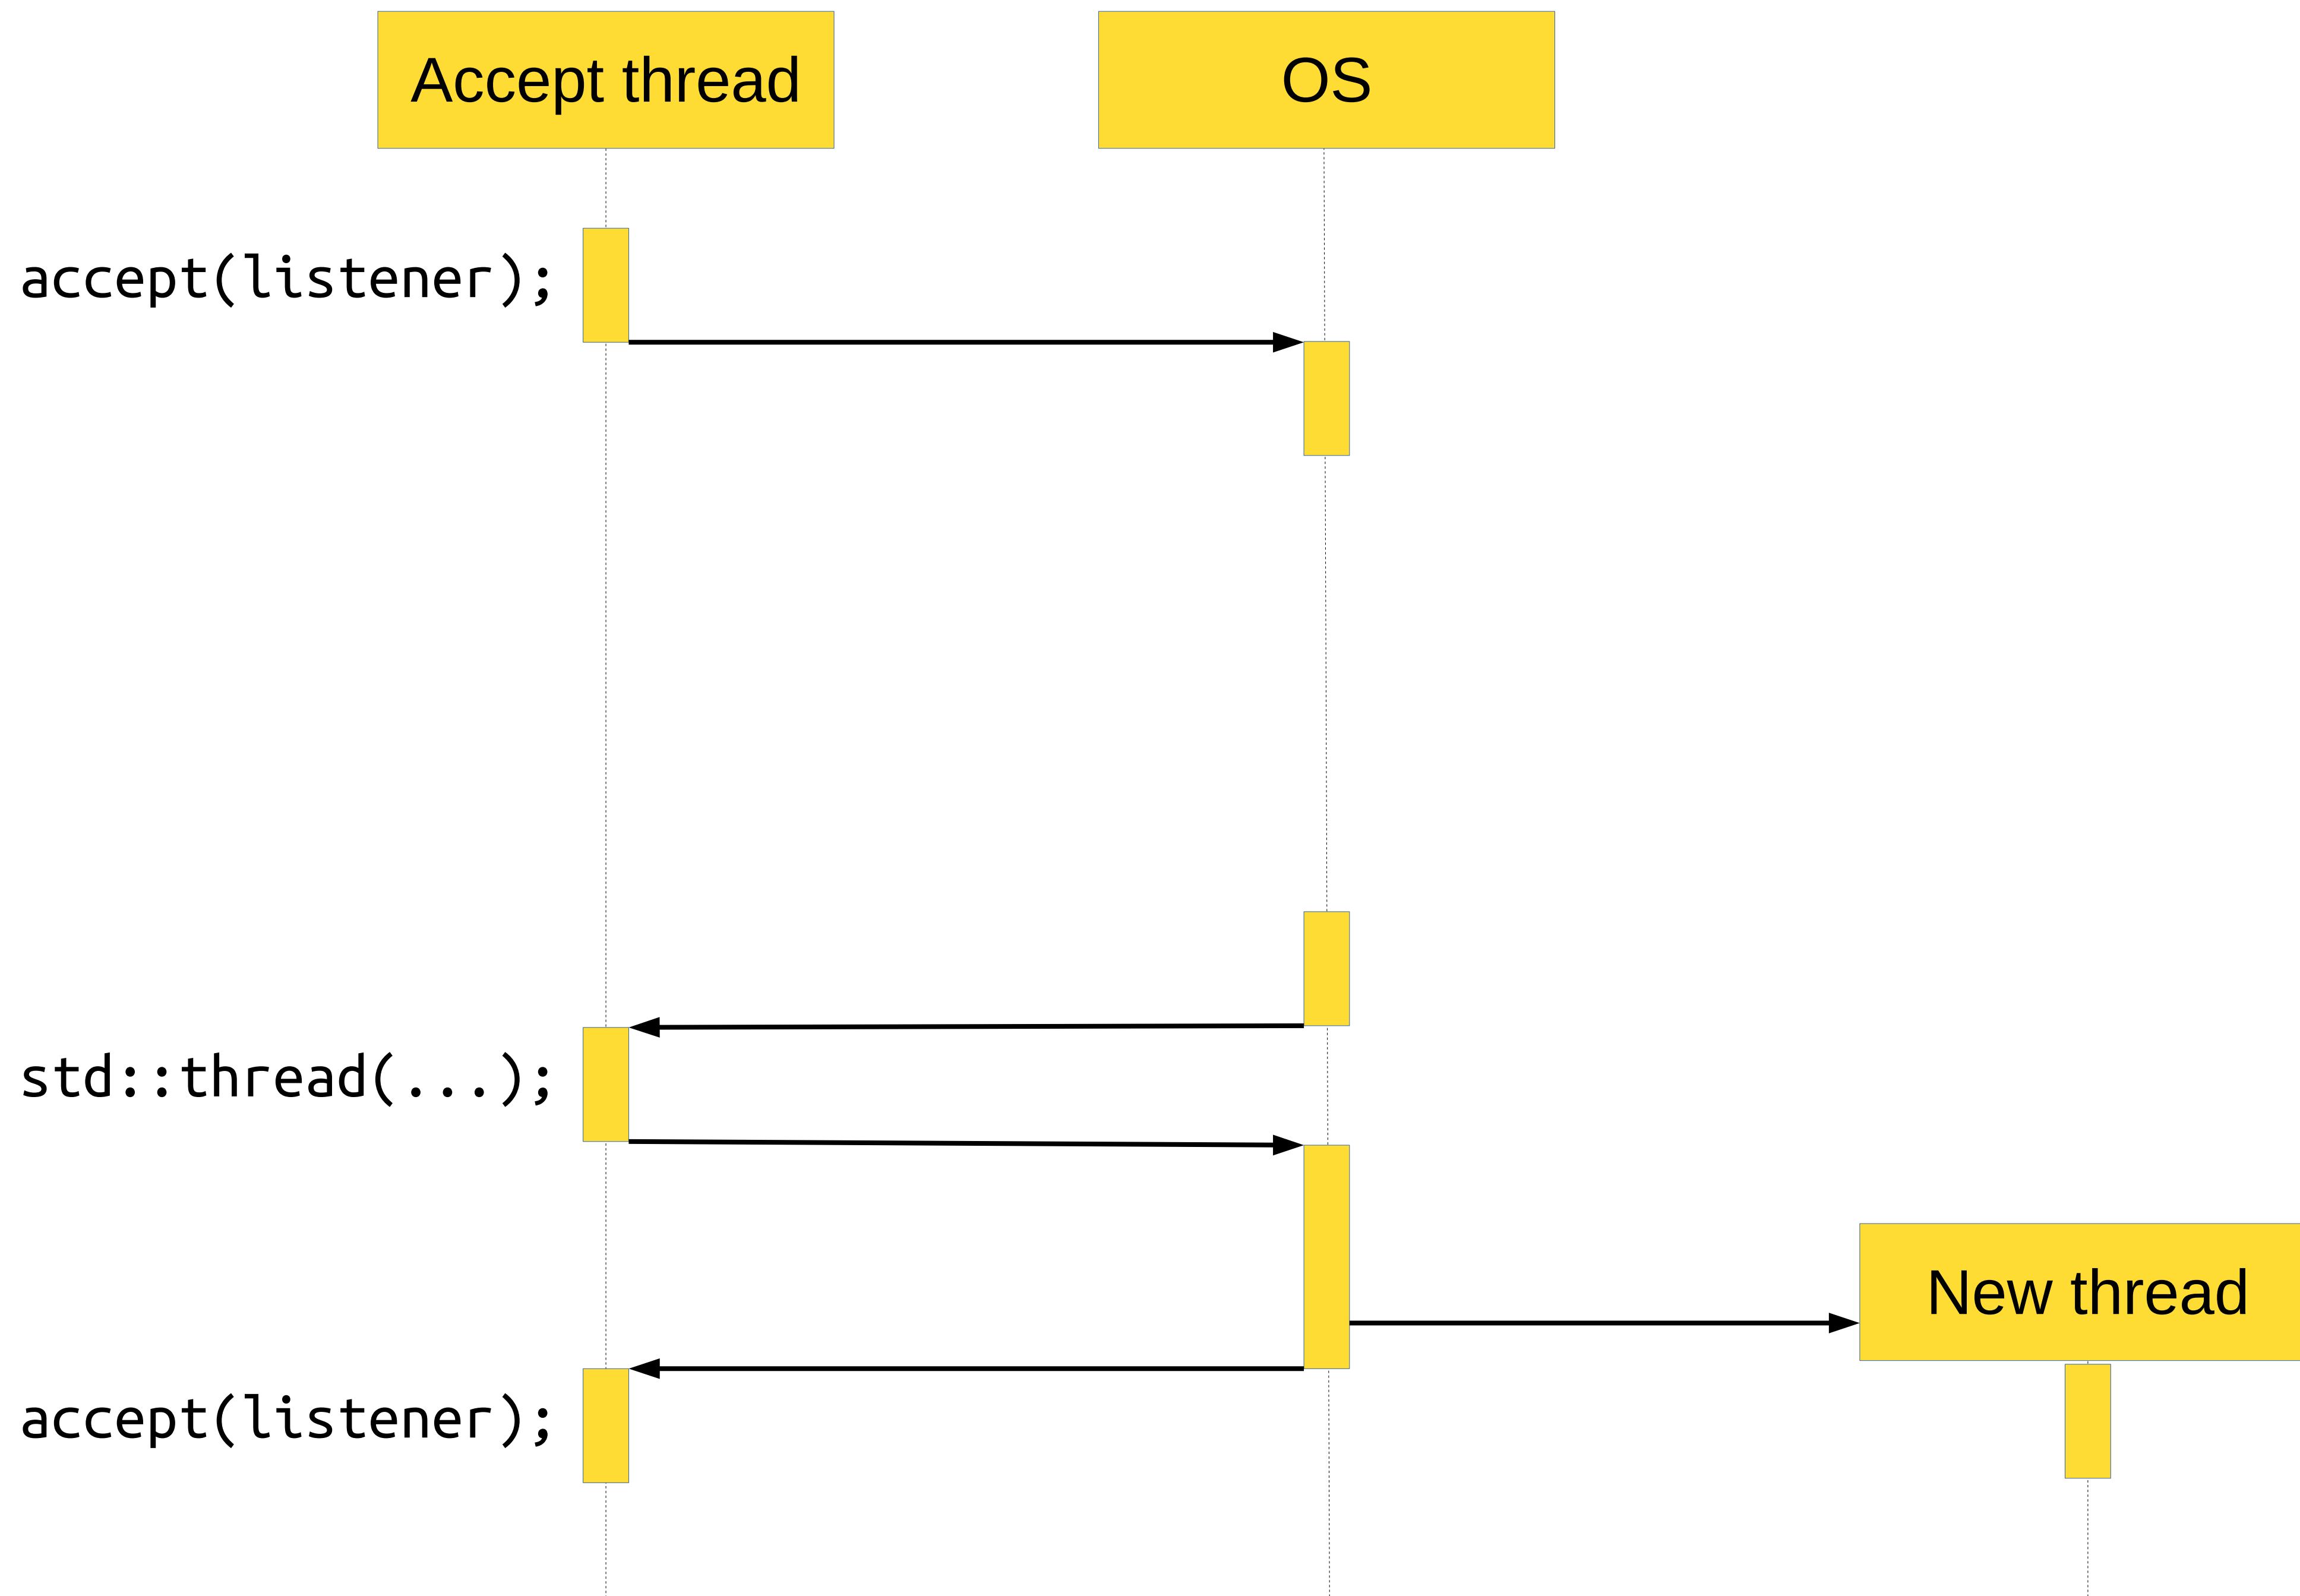 Accept thread
OS
accept(listener);
std::thread(...);
New thread
accept(listener);